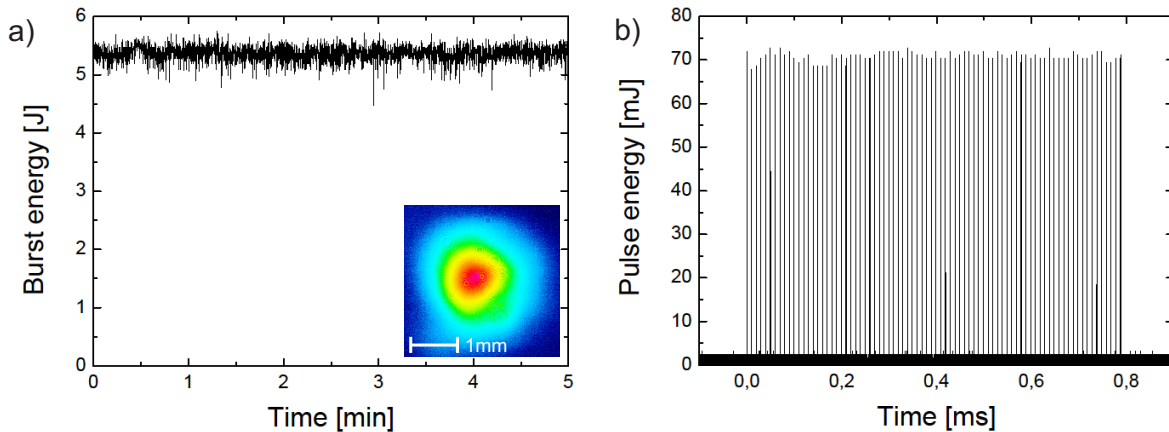 a)
Burst energy [J]
6
5
4
3
2
1
0
0 1 2 3 4 5
Time [min]
1mm
b)
Pulse energy [mJ]
80
70
60
50
40
30
20
10
0
0,0 0,2 0,4 0,6 0,8
Time [ms]